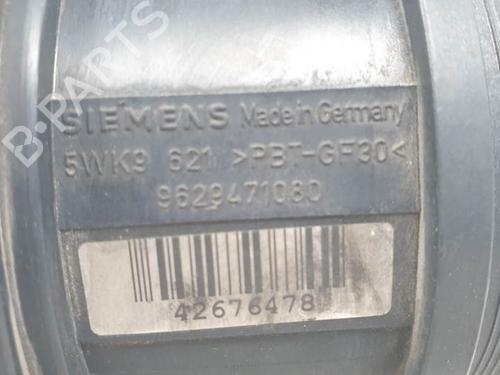 B-PARTS
SIEMENS Made in Germany
5WK9 621 >PBT-GF30<
9629471080
42676478